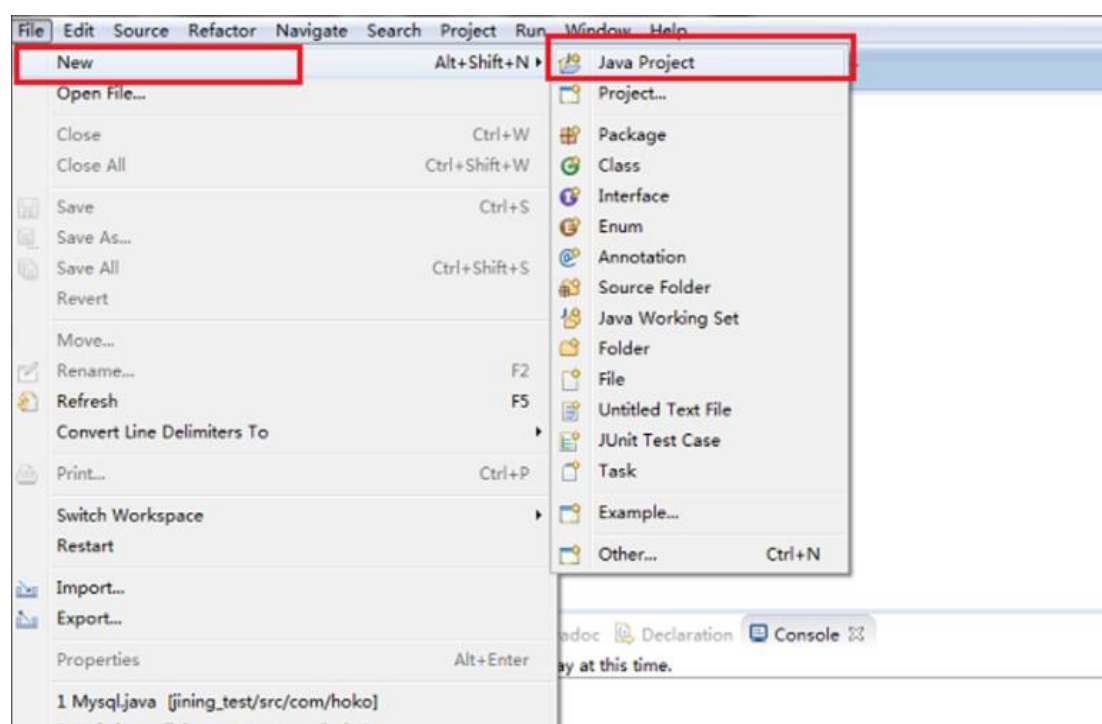 File Edit Source Refactor Navigate Search Project Run Window Help
New Alt+Shift+N
Open File...
Close Ctrl+W
Close All Ctrl+Shift+W
Save Ctrl+S
Save As...
Save All Ctrl+Shift+S
Revert
Move...
Rename... F2
Refresh F5
Convert Line Delimiters To
Print... Ctrl+P
Switch Workspace
Restart
Import...
Export...
Properties Alt+Enter
1 Mysql.java [jining_test/src/com/hoko]
Java Project
Project...
Package
Class
Interface
Enum
Annotation
Source Folder
Java Working Set
Folder
File
Untitled Text File
JUnit Test Case
Task
Example...
Other... Ctrl+N
adoc Declaration Console
ay at this time.